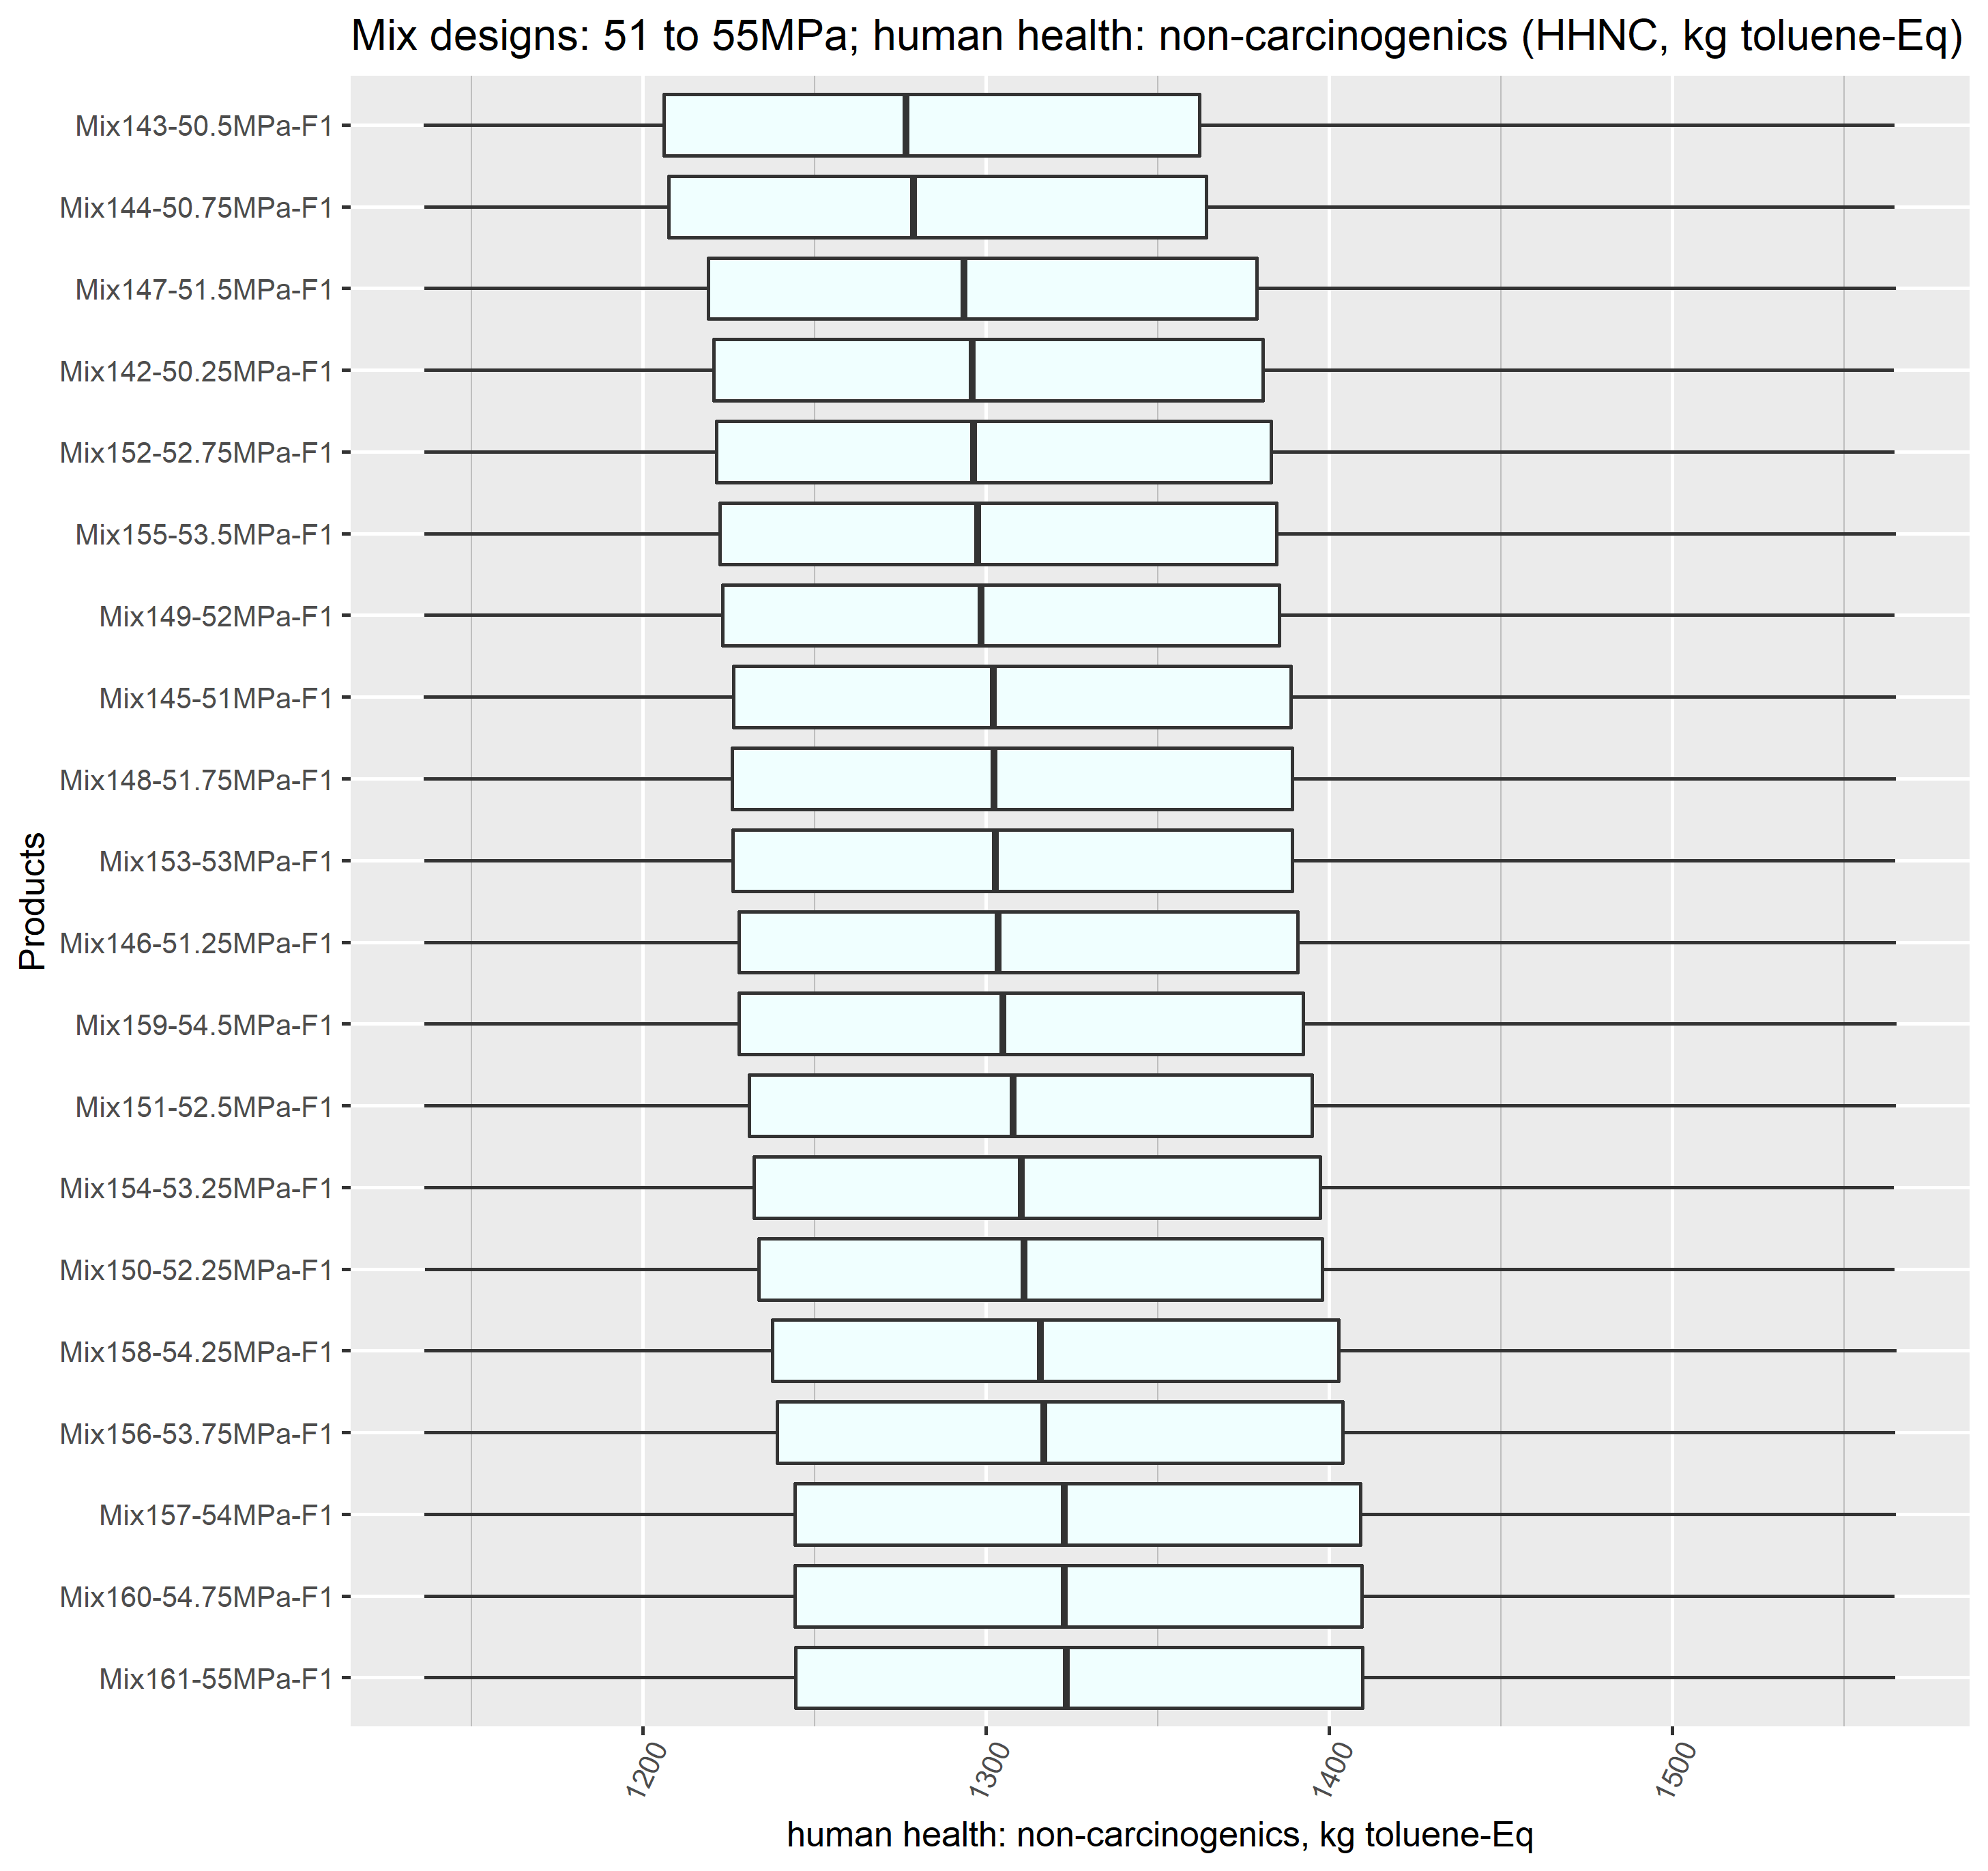 Mix designs: 51 to 55MPa; human health: non-carcinogenics (HHNC, kg toluene-Eq)
Mix143-50.5MPa-F1
Mix144-50.75MPa-F1
Mix147-51.5MPa-F1
Mix142-50.25MPa-F1
Mix152-52.75MPa-F1
Mix155-53.5MPa-F1
Mix149-52MPa-F1
Mix145-51MPa-F1
Mix148-51.75MPa-F1
Mix153-53MPa-F1
Mix146-51.25MPa-F1
Mix159-54.5MPa-F1
Mix151-52.5MPa-F1
Mix154-53.25MPa-F1
Mix150-52.25MPa-F1
Mix158-54.25MPa-F1
Mix156-53.75MPa-F1
Mix157-54MPa-F1
Mix160-54.75MPa-F1
Mix161-55MPa-F1
Products
1200
1300
1400
1500
human health: non-carcinogenics, kg toluene-Eq